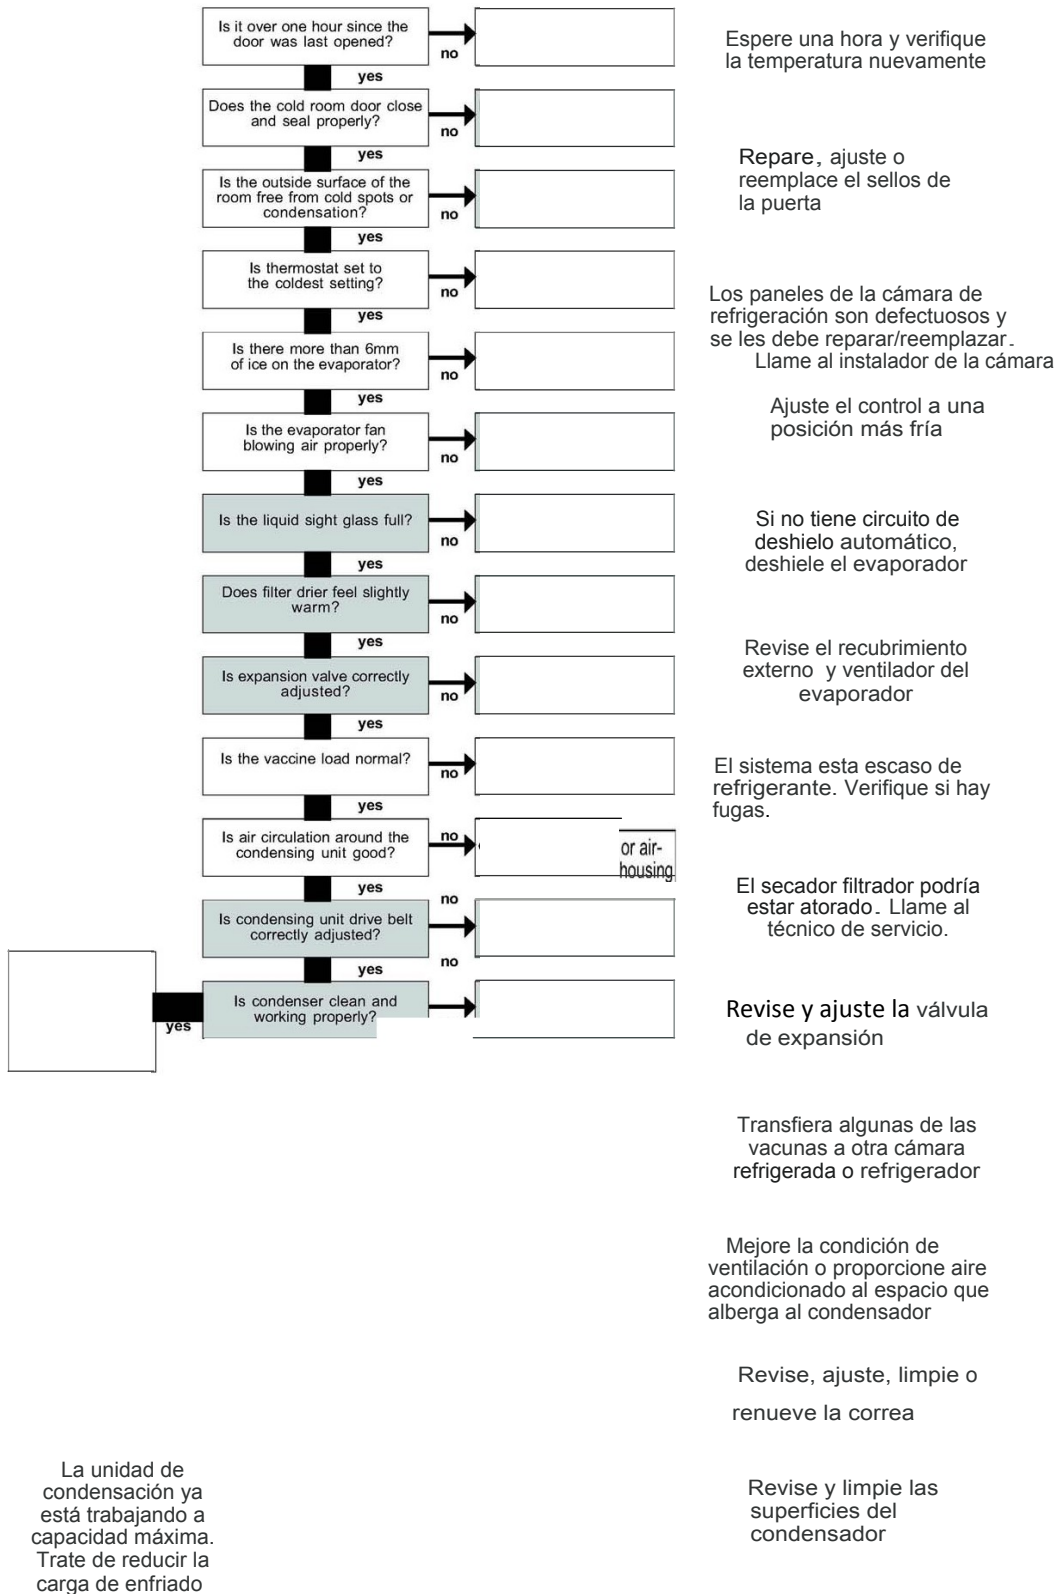 Is it over one hour since the
door was last opened?
no
yes
Does the cold room door close
and seal properly?
no
yes
Is the outside surface of the
room free from cold spots or
condensation?
no
yes
Is thermostat set to
the coldest setting?
no
yes
Is there more than 6mm
of ice on the evaporator?
no
yes
Is the evaporator fan
blowing air properly?
no
yes
Is the liquid sight glass full?
no
yes
Does filter drier feel slightly
warm?
no
yes
Is expansion valve correctly
adjusted?
no
yes
Is the vaccine load normal?
no
yes
Is air circulation around the
condensing unit good?
no
or air-
housing
yes
no
Is condensing unit drive belt
correctly adjusted?
yes
no
Is condenser clean and
working properly?
yes
Espere una hora y verifique
la temperatura nuevamente
Repare, ajuste o
reemplace el sellos de
la puerta
Los paneles de la cámara de
refrigeración son defectuosos y
se les debe reparar/reemplazar.
Llame al instalador de la cámara
Ajuste el control a una
posición más fría
Si no tiene circuito de
deshielo automático,
deshiele el evaporador
Revise el recubrimiento
externo y ventilador del
evaporador
El sistema esta escaso de
refrigerante. Verifique si hay
fugas.
El secador filtrador podría
estar atorado. Llame al
técnico de servicio.
Revise y ajuste la válvula
de expansión
Transfiera algunas de las
vacunas a otra cámara
refrigerada o refrigerador
Mejore la condición de
ventilación o proporcione aire
acondicionado al espacio que
alberga al condensador
Revise, ajuste, limpie o
renueve la correa
Revise y limpie las
superficies del
condensador
La unidad de
condensación ya
está trabajando a
capacidad máxima.
Trate de reducir la
carga de enfriado